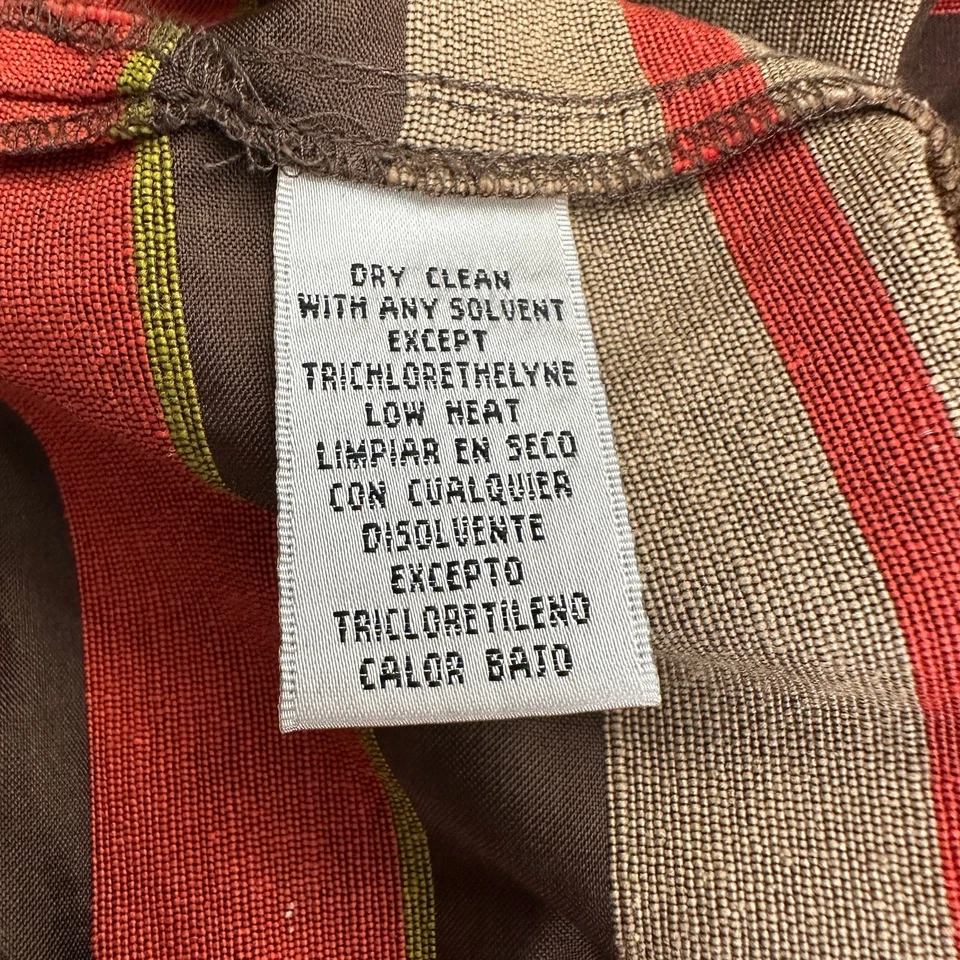 DRY CLEAN
WITH ANY SOLVENT
EXCEPT
TRICHLORETHELYNE
LOW HEAT
LIMPIAR EN SECO
CON CUALQUIER
DISOLVENTE
EXCEPTO
TRICLORETILENO
CALOR BAJO